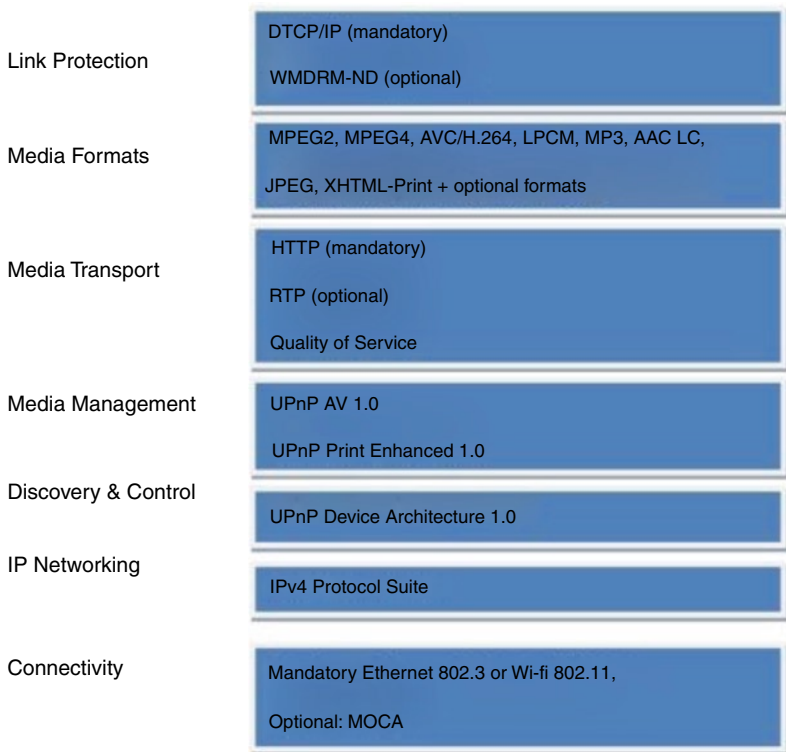 Link Protection
DTCP/IP (mandatory)
WMDRM-ND (optional)
Media Formats
MPEG2, MPEG4, AVC/H.264, LPCM, MP3, AAC LC,
JPEG, XHTML-Print + optional formats
Media Transport
HTTP (mandatory)
RTP (optional)
Quality of Service
Media Management
UPnP AV 1.0
UPnP Print Enhanced 1.0
Discovery & Control
UPnP Device Architecture 1.0
IP Networking
IPv4 Protocol Suite
Connectivity
Mandatory Ethernet 802.3 or Wi-fi 802.11,
Optional: MOCA